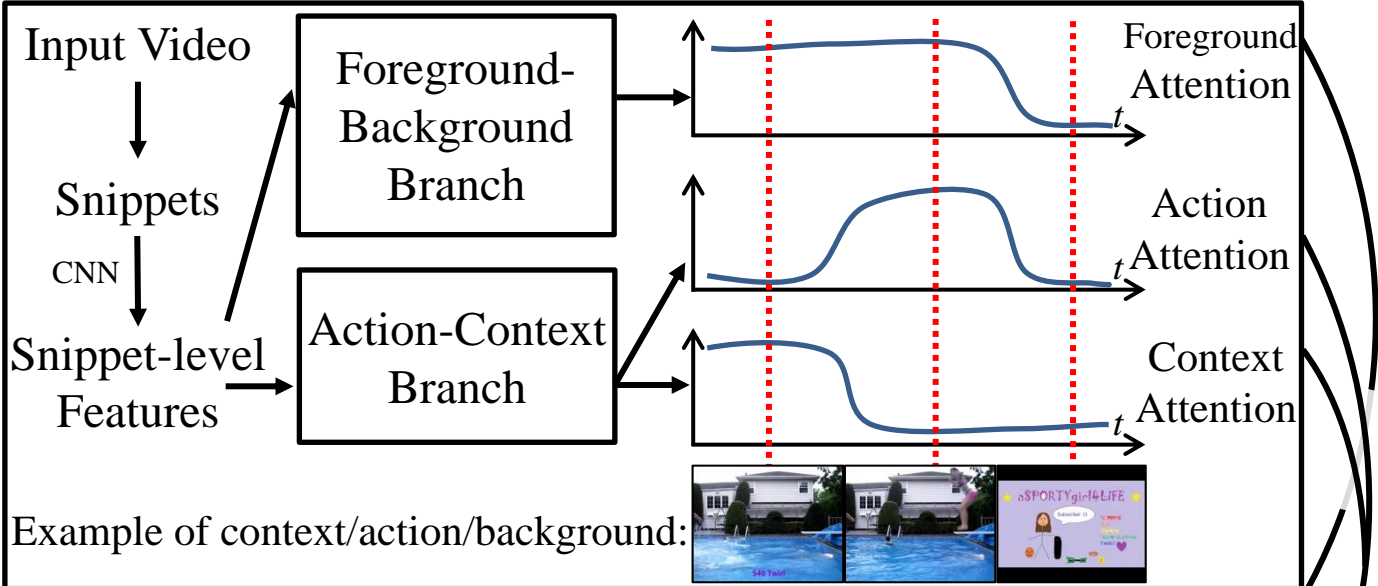 Input Video
Snippets
CNN
Snippet-level
Features
Foreground-
Background
Branch
Action-Context
Branch
Foreground
Attention
t
Action
Attention
t
Context
Attention
t
Example of context/action/background:
540 Twirl
aSPORTYgirl4LIFE
Subscribe! :)